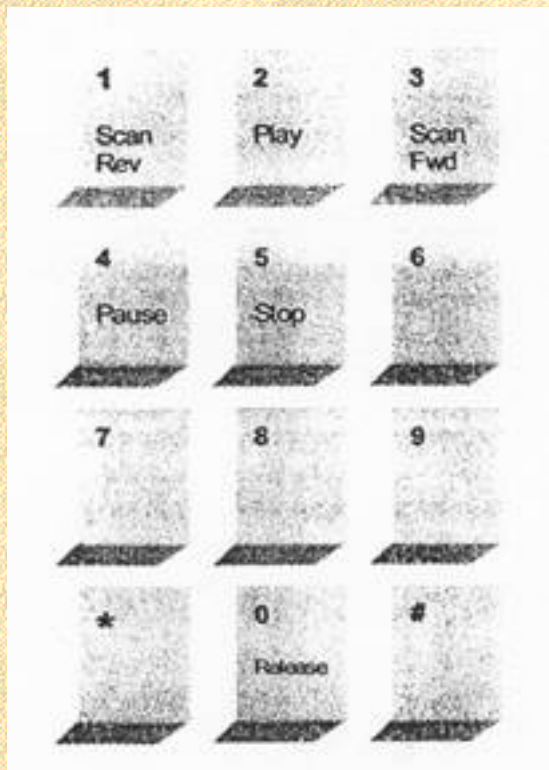 1 2 3
Scan Play Scan
Rev Fwd
4 5 6
Pause Stop
7 8 9
* 0 #
Release